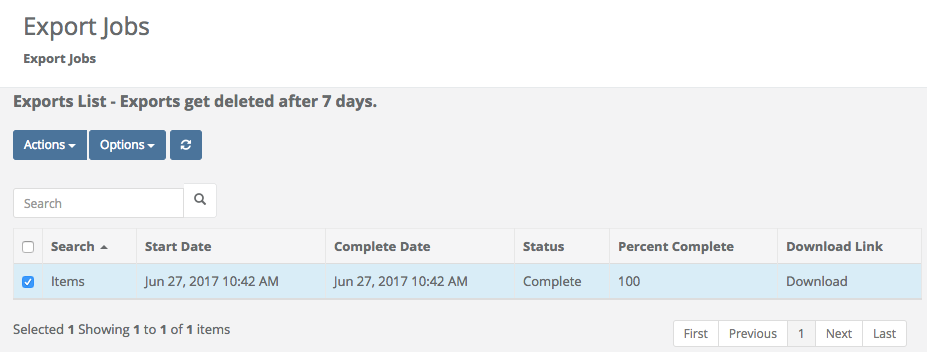 Export Jobs
Export Jobs
Exports List - Exports get deleted after 7 days.
Actions Options
Search
Search Start Date Complete Date Status Percent Complete Download Link
Items Jun 27, 2017 10:42 AM Jun 27, 2017 10:42 AM Complete 100 Download
Selected 1 Showing 1 to 1 of 1 items
First Previous 1 Next Last